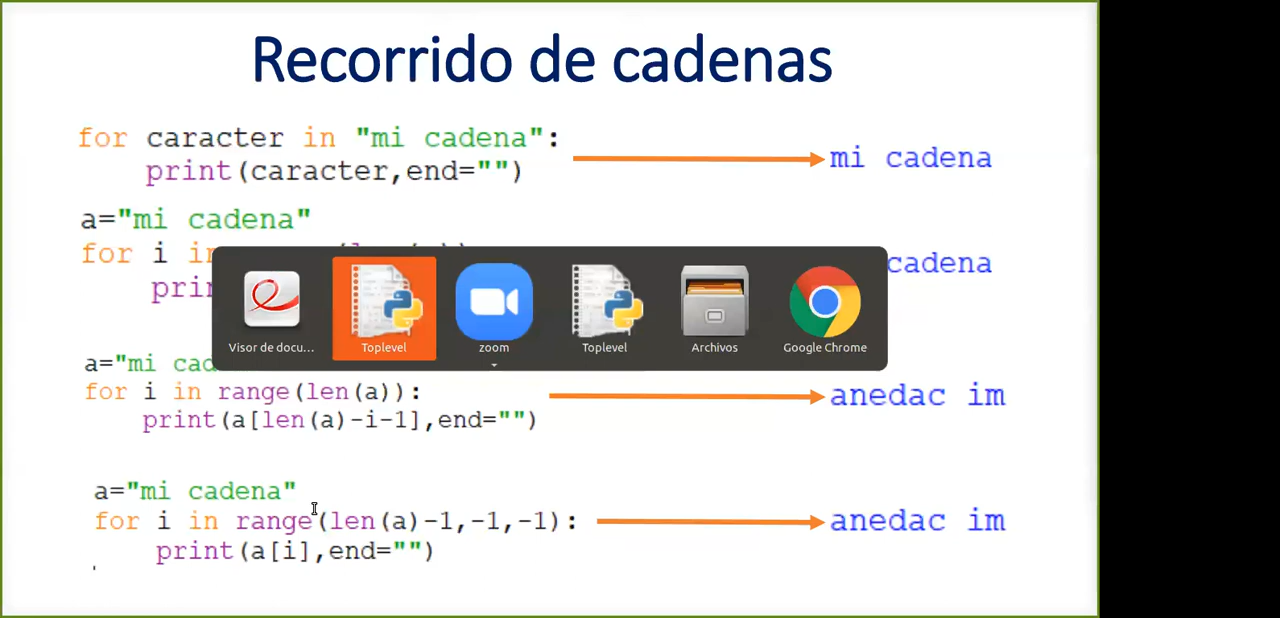 Recorrido de cadenas
for caracter in "mi cadena":
print(caracter,end="")
mi cadena
a="mi cadena"
for i in
cadena
Visor de docu...
Toplevel
zoom
Toplevel
Archivos
Google Chrome
a="mi cad
for i in range(len(a)):
print(a[len(a)-i-1],end="")
anedac im
a="mi cadena"
for i in range(len(a)-1,-1,-1):
print(a[i],end="")
anedac im